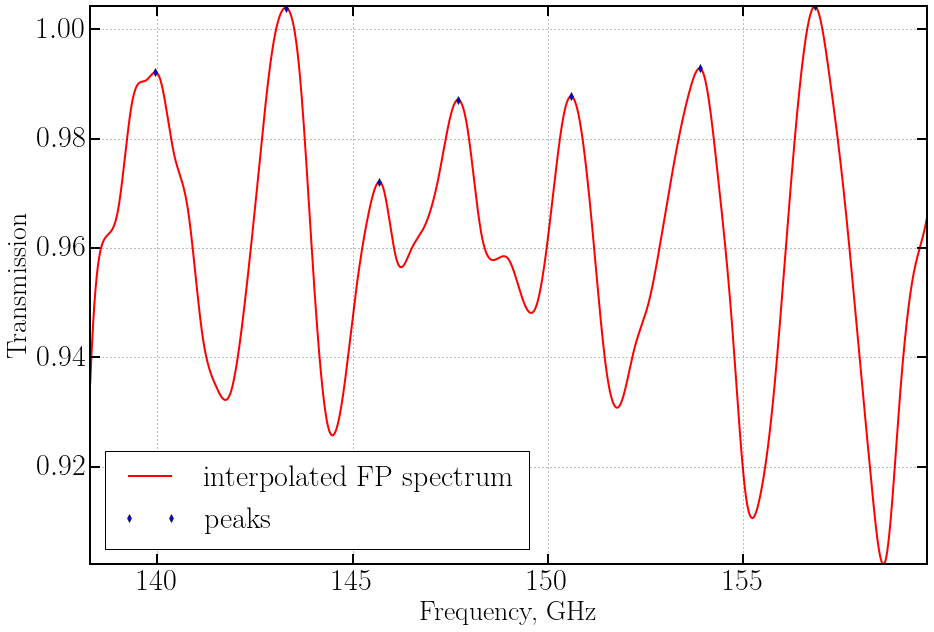 1.00
0.98
0.96
0.94
0.92
Transmission
interpolated FP spectrum
peaks
140 145 150 155
Frequency, GHz